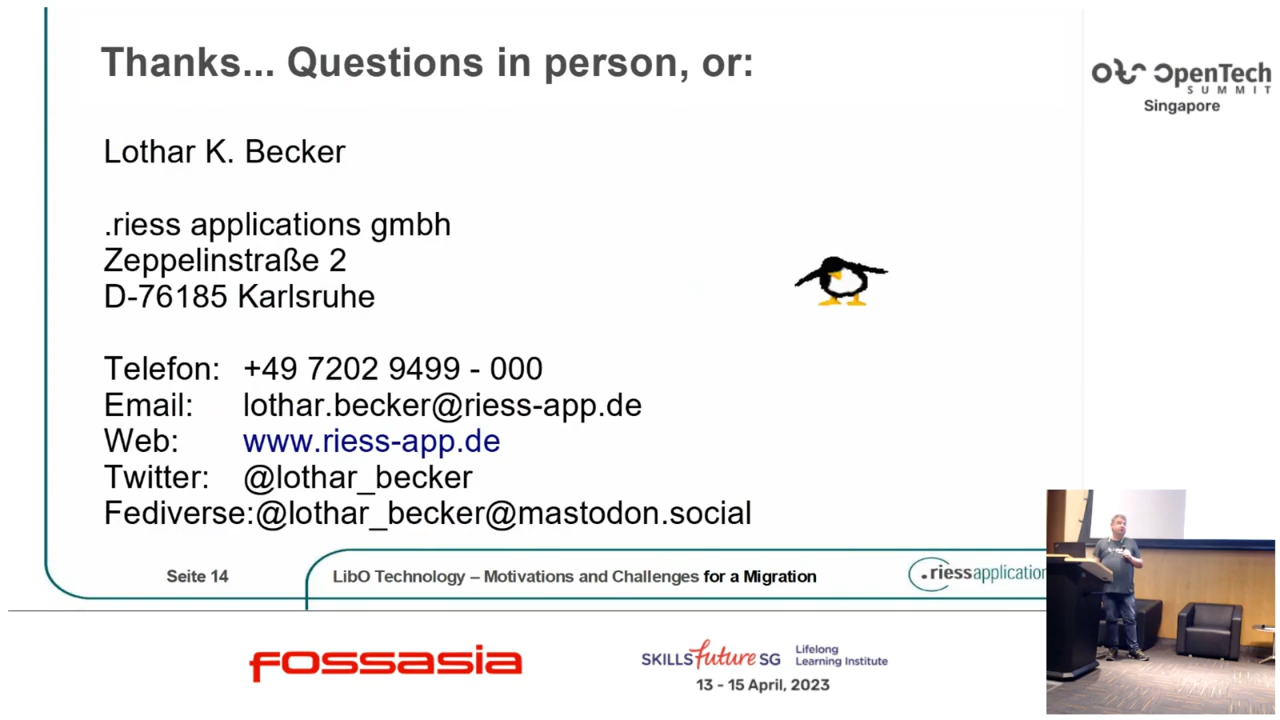 Thanks... Questions in person, or:
OpenTech
SUMMIT
Singapore
Lothar K. Becker
.riess applications gmbh
Zeppelinstraße 2
D-76185 Karlsruhe
Telefon: +49 7202 9499 - 000
Email: lothar.becker@riess-app.de
Web: www.riess-app.de
Twitter: @lothar_becker
Fediverse:@lothar_becker@mastodon.social
Seite 14
LibO Technology – Motivations and Challenges for a Migration
.riessapplication
FOSSASIA
SKILLSfuture SG
Lifelong
Learning Institute
13 - 15 April, 2023